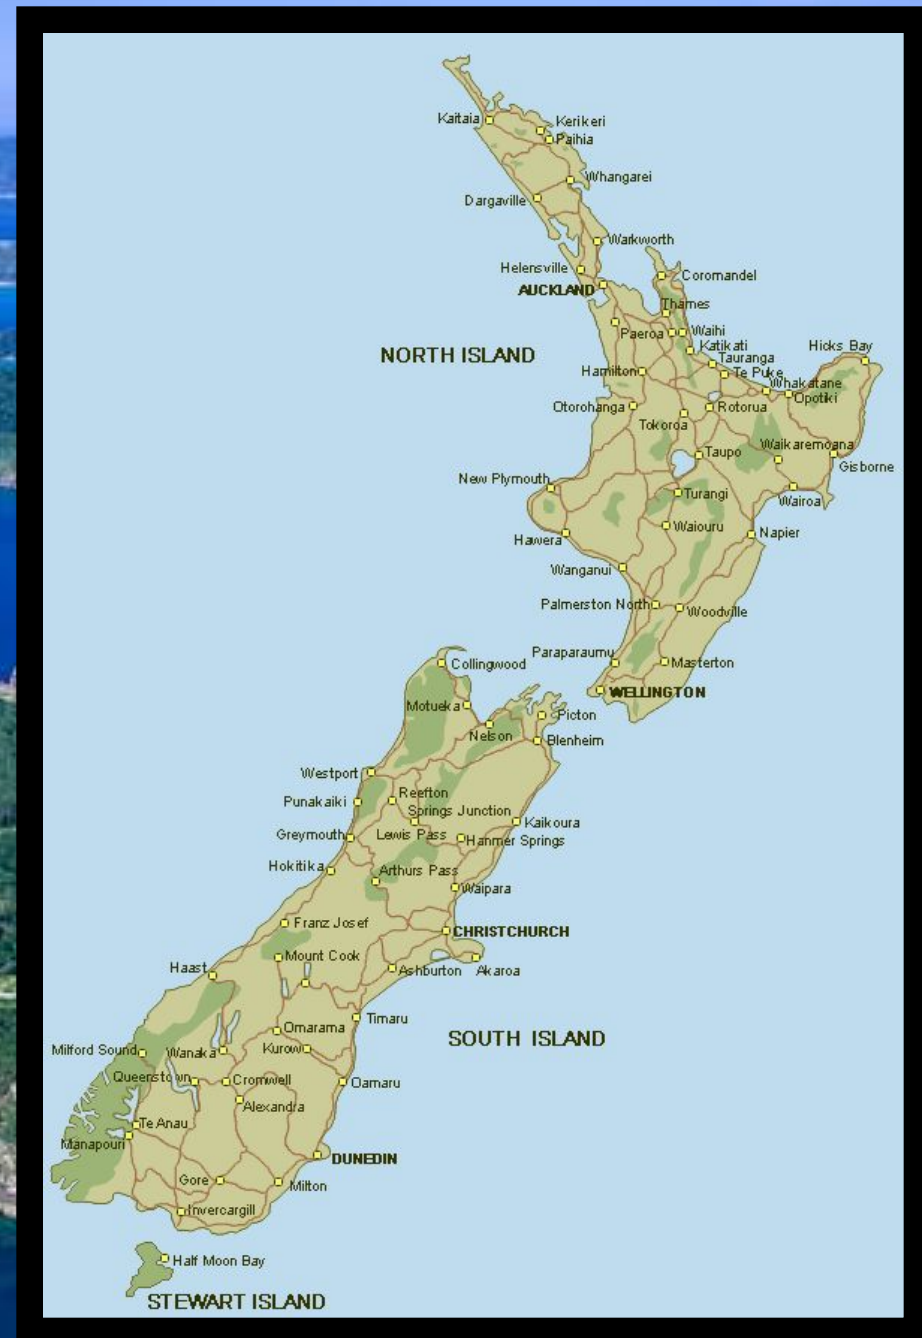 Kaitaia
Kerikeri
Paihia
Whangarei
Dargaville
Warkworth
Helensville
Coromandel
AUCKLAND
Thames
Paeroa
Waihi
Hicks Bay
Katikati
NORTH ISLAND
Tauranga
Hamilton
Te Puke
Whakatane
Opotiki
Otorohanga
Rotorua
Tokoroa
Waikaremoana
Taupo
Gisborne
New Plymouth
Turangi
Wairoa
Waiouru
Napier
Hawera
Wanganui
Palmerston North
Woodville
Paraparaumu
Masterton
Collingwood
WELLINGTON
Motueka
Picton
Nelson
Blenheim
Westport
Reefton
Punakaiki
Springs Junction
Kaikoura
Greymouth
Lewis Pass
Hanmer Springs
Hokitika
Arthurs Pass
Waipara
Franz Josef
CHRISTCHURCH
Mount Cook
Haast
Ashburton
Akaroa
Timaru
Omarama
SOUTH ISLAND
Milford Sound
Wanaka
Kurow
Queenstown
Cromwell
Oamaru
Alexandra
Te Anau
Manapouri
DUNEDIN
Gore
Milton
Invercargill
Half Moon Bay
STEWART ISLAND